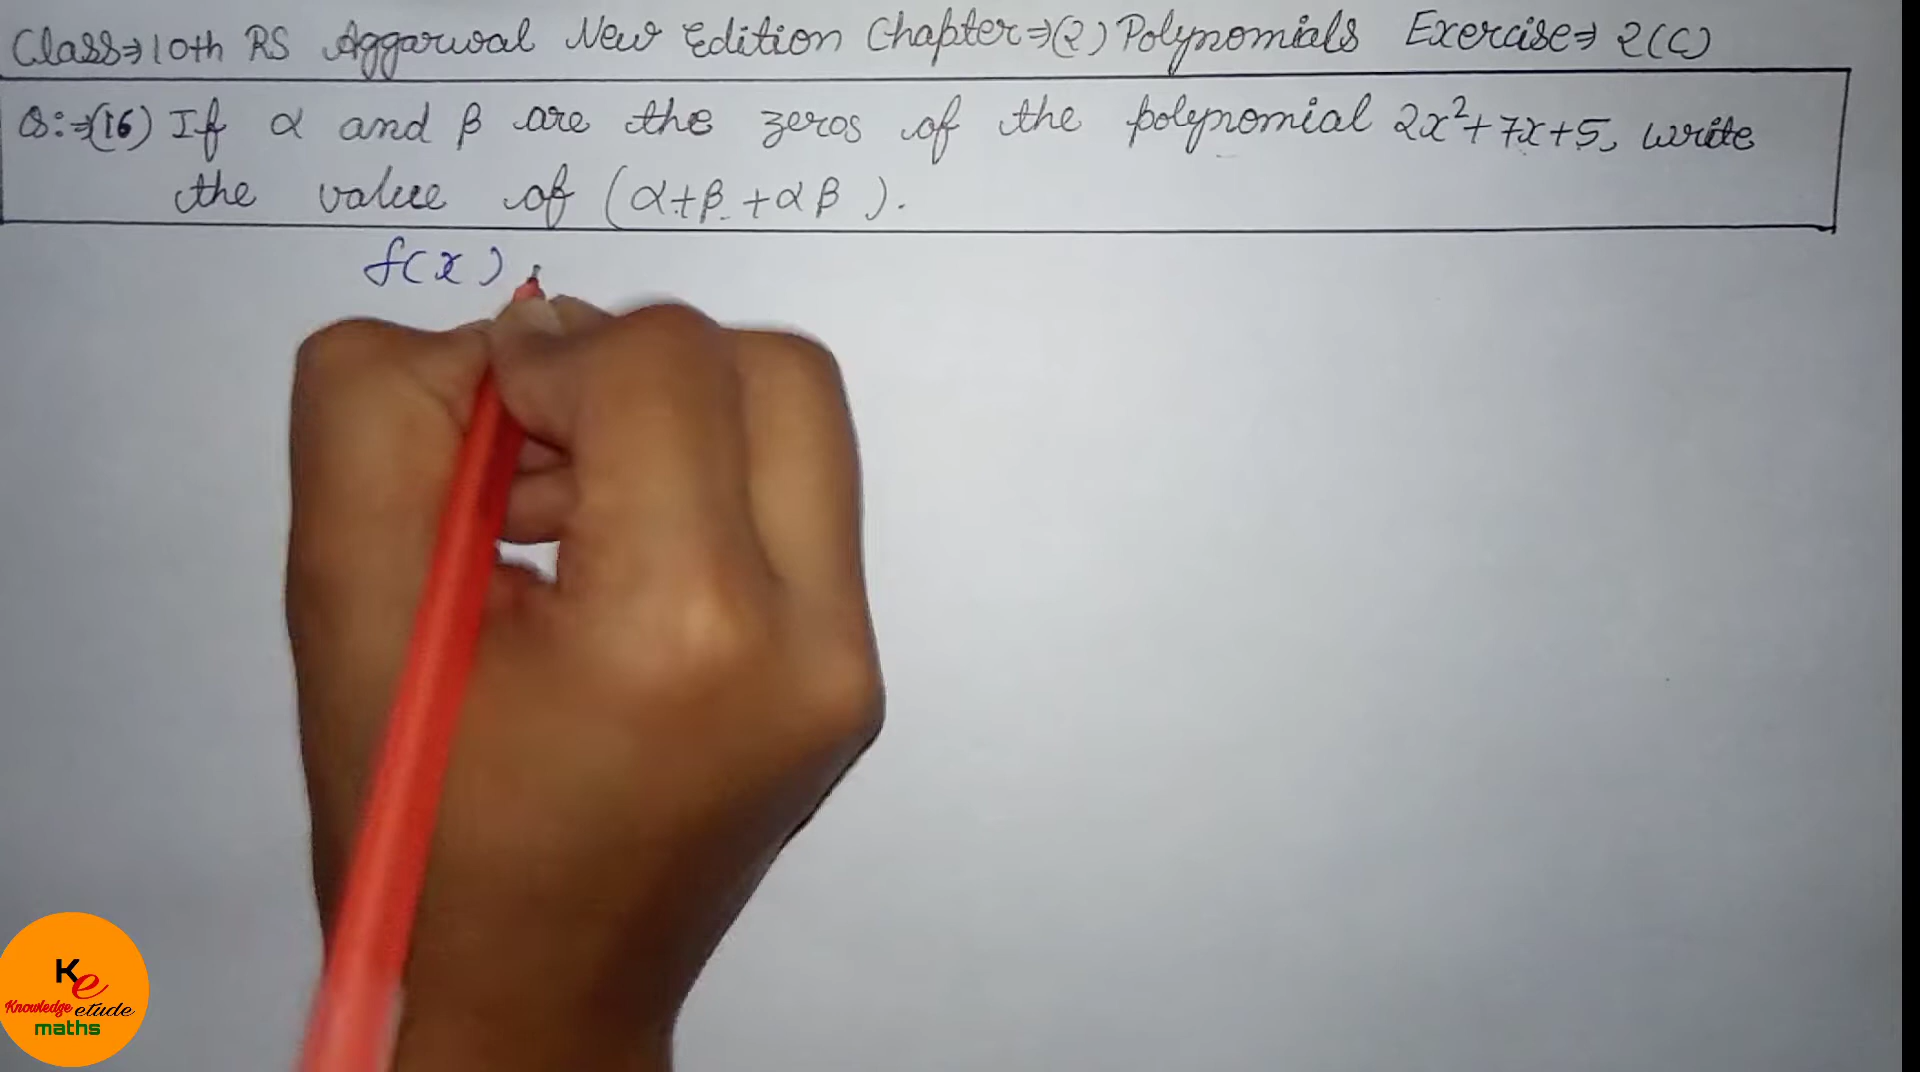 Class⇒10th RS Aggarwal New Edition Chapter⇒(2) Polynomials Exercise⇒ 2(C)
Q:⇒(16) If α and β are the zeros of the polynomial 2x²+7x+5, write
the value of (α+β+αβ).
f(x)
Ke
Knowledge etude
maths